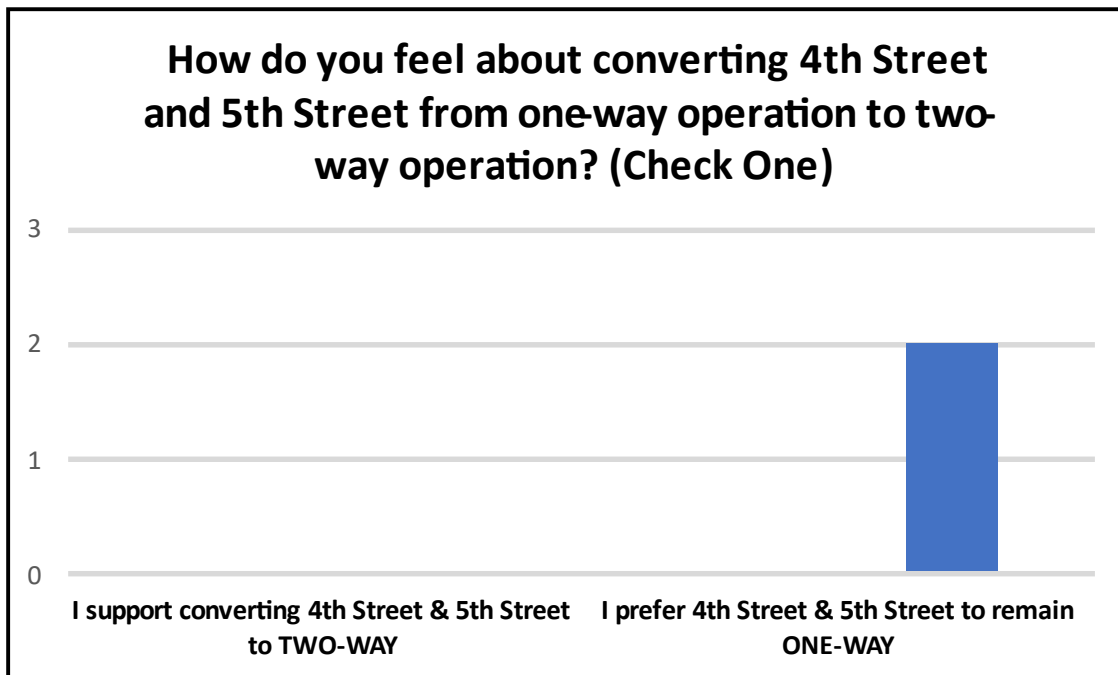 How do you feel about converting 4th Street
and 5th Street from one-way operation to two-
way operation? (Check One)
3
2
1
0
I support converting 4th Street & 5th Street
to TWO-WAY
I prefer 4th Street & 5th Street to remain
ONE-WAY